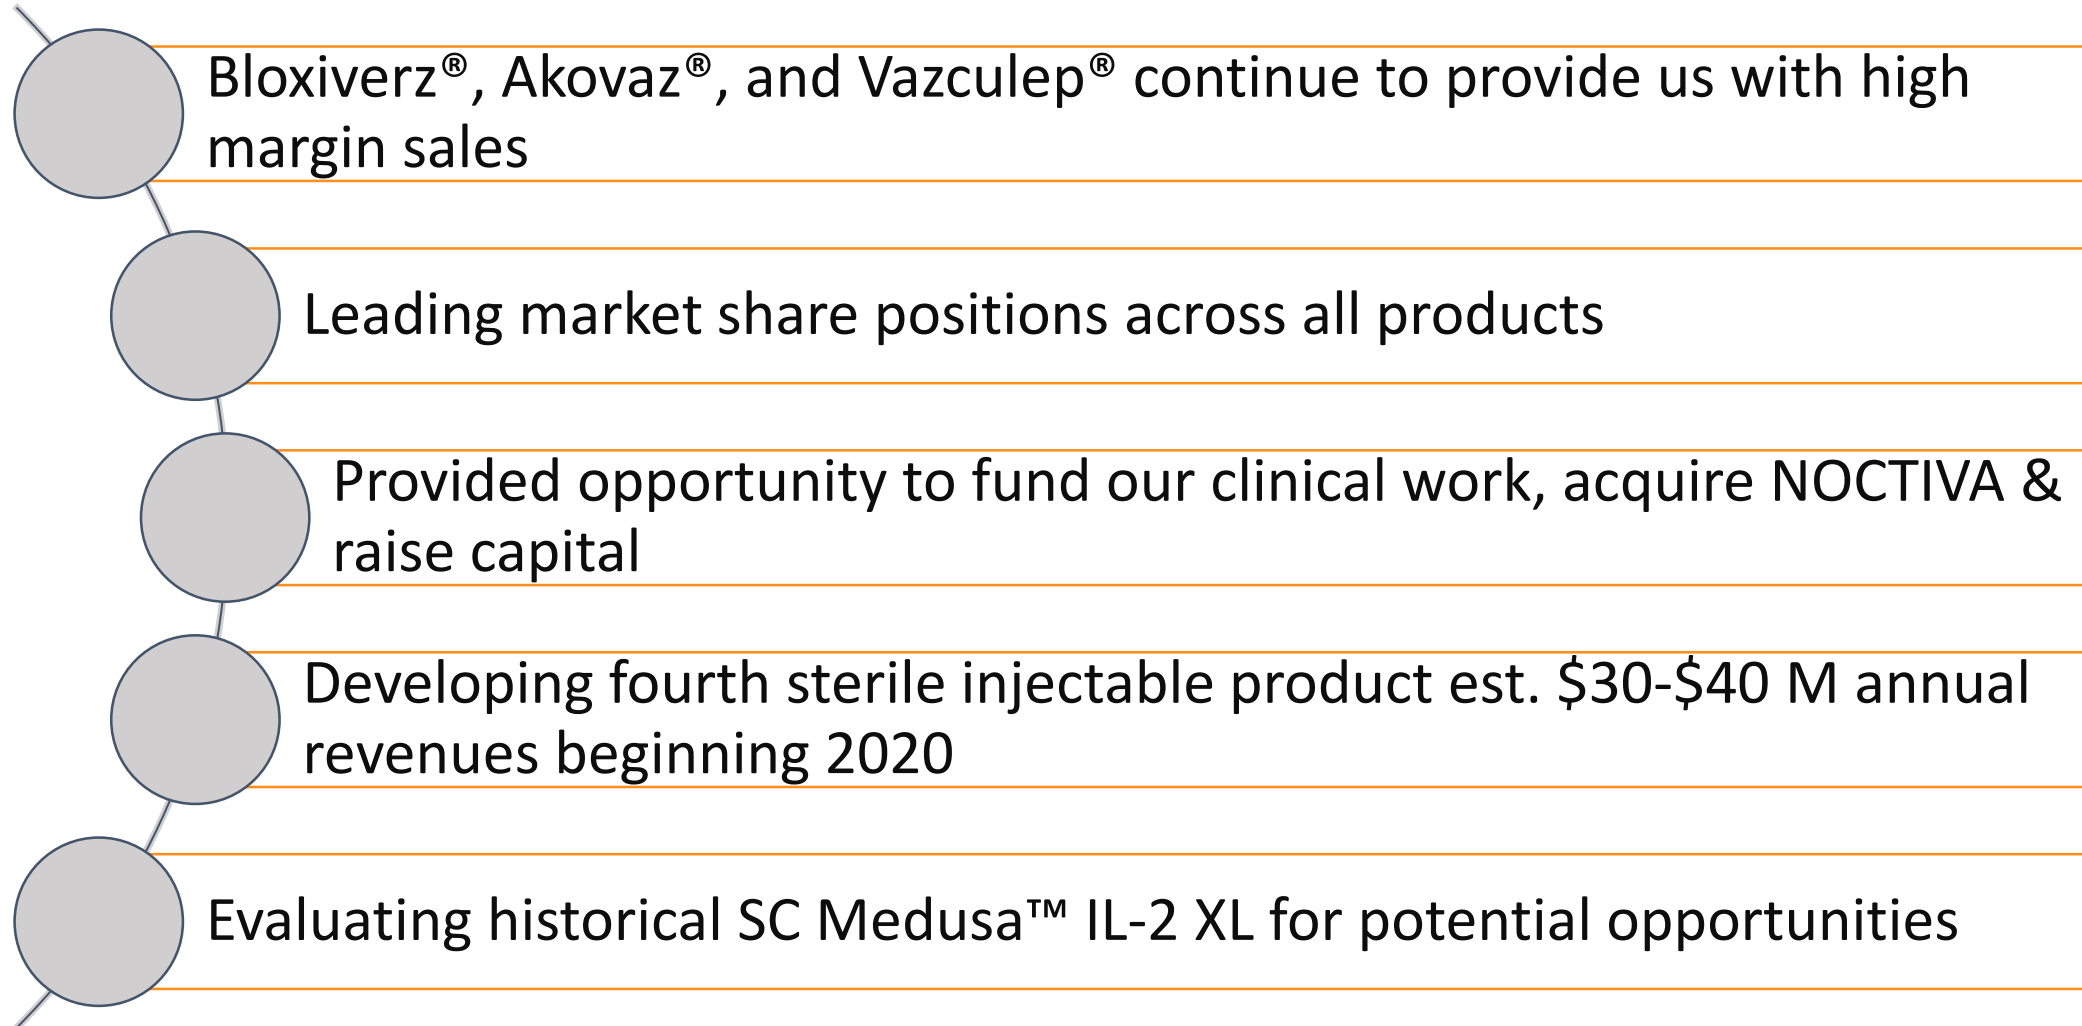 Bloxiverz®, Akovaz®, and Vazculep® continue to provide us with high
margin sales
Leading market share positions across all products
Provided opportunity to fund our clinical work, acquire NOCTIVA &
raise capital
Developing fourth sterile injectable product est. $30-$40 M annual
revenues beginning 2020
Evaluating historical SC Medusa™ IL-2 XL for potential opportunities